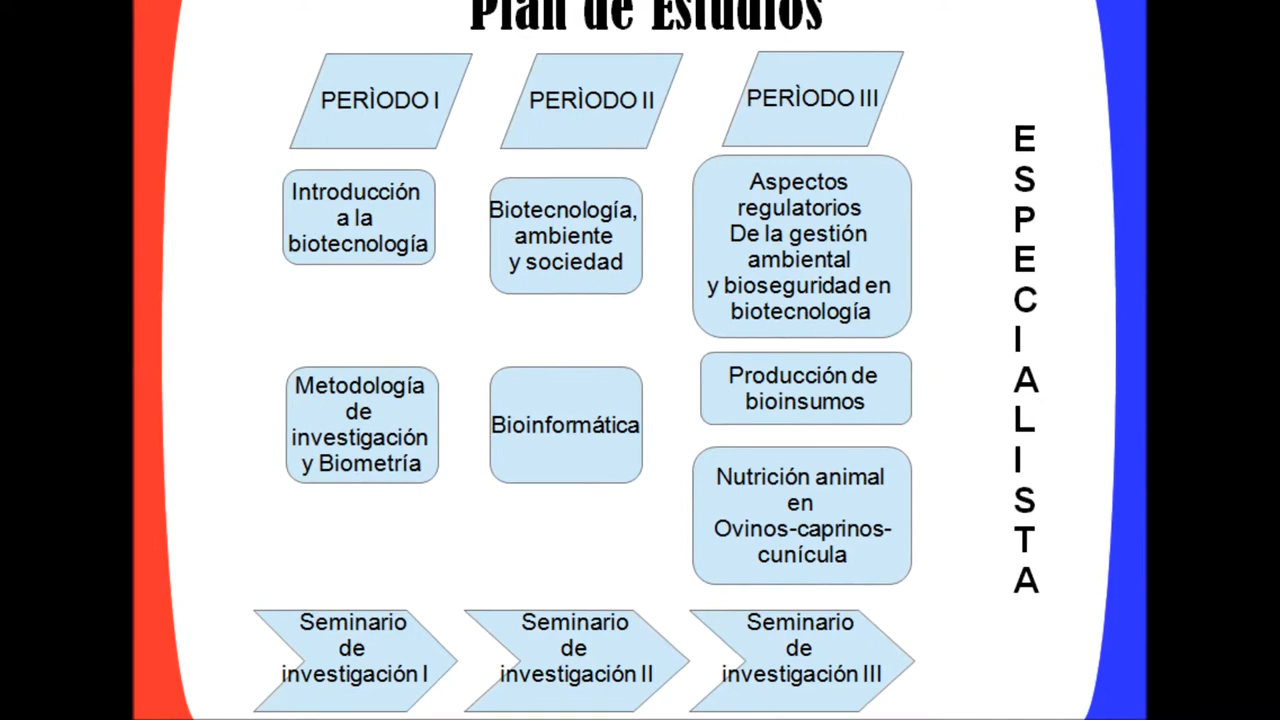 Plan de Estudios
PERÌODO I
PERÌODO II
PERÌODO III
Introducción
a la
biotecnología
Biotecnología,
ambiente
y sociedad
Aspectos
regulatorios
De la gestión
ambiental
y bioseguridad en
biotecnología
Metodología
de
investigación
y Biometría
Bioinformática
Producción de
bioinsumos
Nutrición animal
en
Ovinos-caprinos-
cunícula
Seminario
de
investigación I
Seminario
de
investigación II
Seminario
de
investigación III
E
S
P
E
C
I
A
L
I
S
T
A